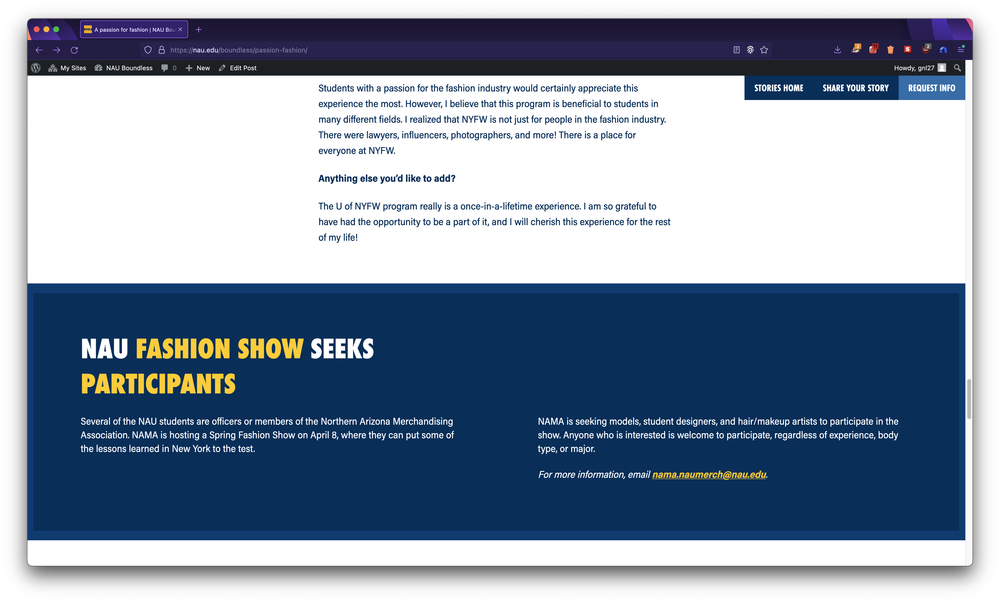 A passion for fashion | NAU Bou
https://nau.edu/boundless/passion-fashion/
2
D
S
2
My Sites
NAU Boundless
0
New
Edit Post
Howdy, gnl27
STORIES HOME
SHARE YOUR STORY
REQUEST INFO
Students with a passion for the fashion industry would certainly appreciate this
experience the most. However, I believe that this program is beneficial to students in
many different fields. I realized that NYFW is not just for people in the fashion industry.
There were lawyers, influencers, photographers, and more! There is a place for
everyone at NYFW.
Anything else you’d like to add?
The U of NYFW program really is a once-in-a-lifetime experience. I am so grateful to
have had the opportunity to be a part of it, and I will cherish this experience for the rest
of my life!
NAU FASHION SHOW SEEKS
PARTICIPANTS
Several of the NAU students are officers or members of the Northern Arizona Merchandising
Association. NAMA is hosting a Spring Fashion Show on April 8, where they can put some of
the lessons learned in New York to the test.
NAMA is seeking models, student designers, and hair/makeup artists to participate in the
show. Anyone who is interested is welcome to participate, regardless of experience, body
type, or major.
For more information, email nama.naumerch@nau.edu.